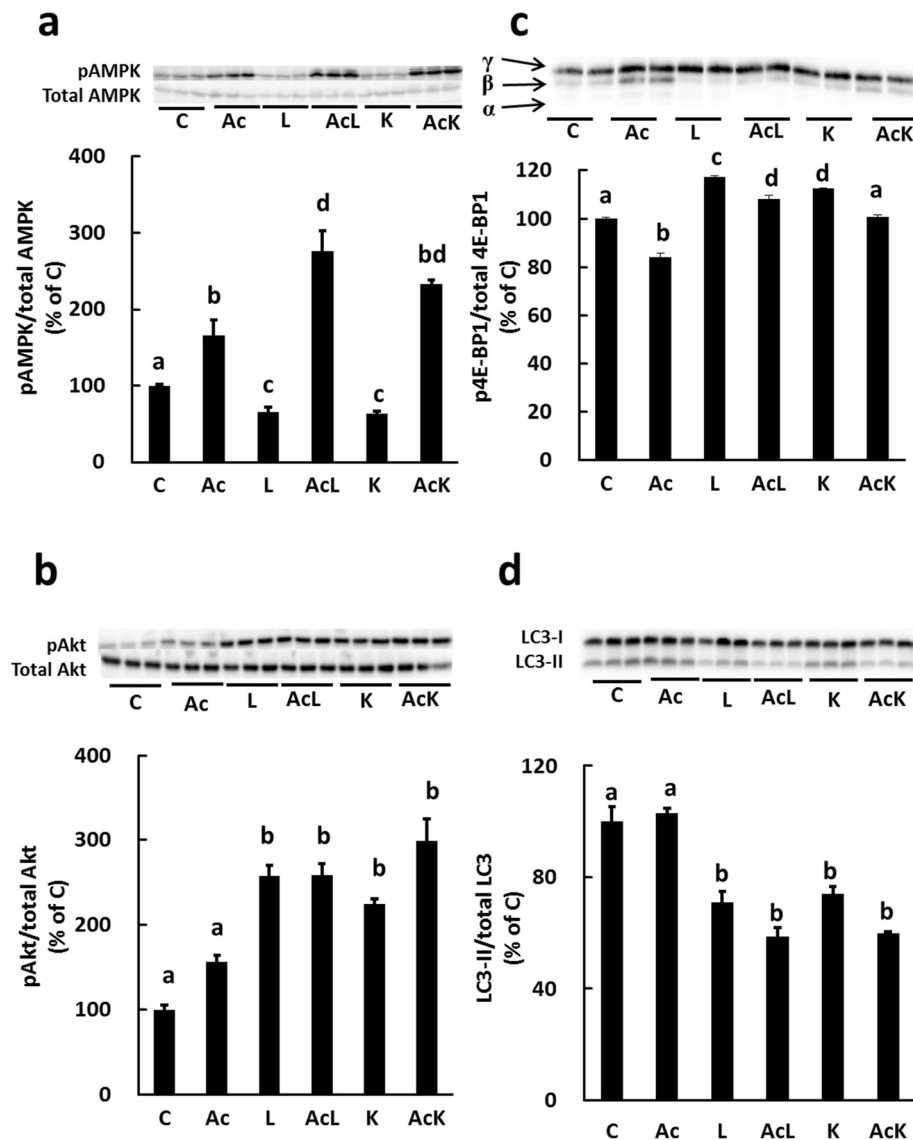 a
pAMPK
Total AMPK
C Ac L AcL K AcK
400
300
200
100
0
pAMPK/total AMPK
(% of C)
a b c d c bd
C Ac L AcL K AcK
c
γ
β
α
C Ac L AcL K AcK
120
100
80
60
40
20
0
p4E-BP1/total 4E-BP1
(% of C)
a b c d d a
C Ac L AcL K AcK
b
pAkt
Total Akt
C Ac L AcL K AcK
400
300
200
100
0
pAkt/total Akt
(% of C)
a a b b b b
C Ac L AcL K AcK
d
LC3-I
LC3-II
C Ac L AcL K AcK
120
80
40
0
LC3-II/total LC3
(% of C)
a a b b b b
C Ac L AcL K AcK